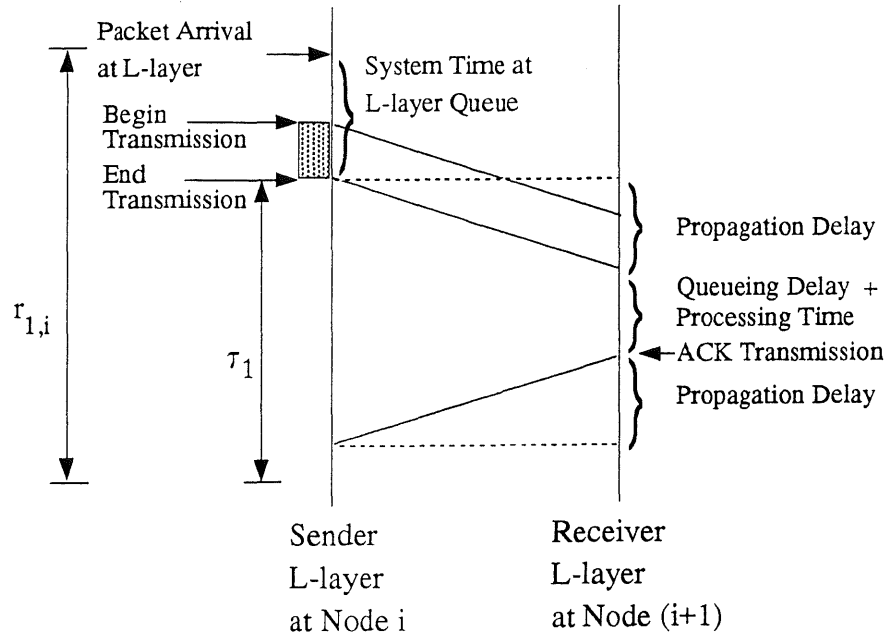 Packet Arrival
at L-layer
System Time at
L-layer Queue
Begin
Transmission
End
Transmission
Propagation Delay
Queueing Delay +
Processing Time
ACK Transmission
Propagation Delay
r1,i
τ1
Sender
L-layer
at Node i
Receiver
L-layer
at Node (i+1)